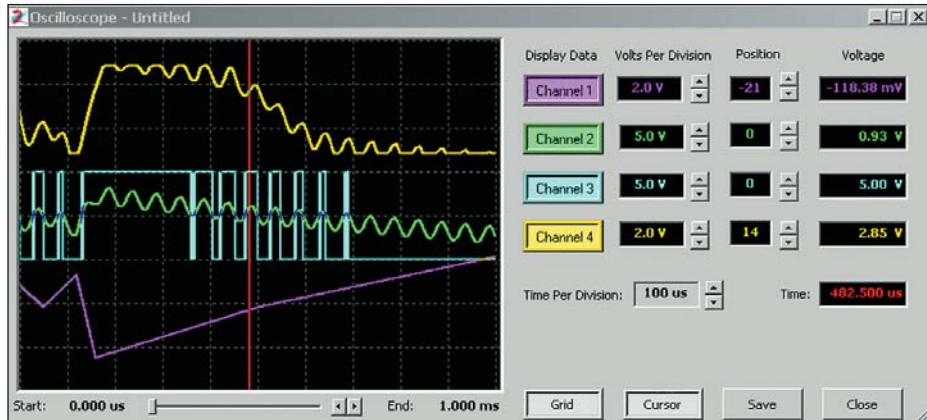 Oscilloscope - Untitled
Display Data Volts Per Division Position Voltage
Channel 1 2.0 V -21 -118.38 mV
Channel 2 5.0 V 0 0.93 V
Channel 3 5.0 V 0 5.00 V
Channel 4 2.0 V 14 2.85 V
Time Per Division: 100 us Time: 482.500 us
Start: 0.000 us End: 1.000 ms Grid Cursor Save Close